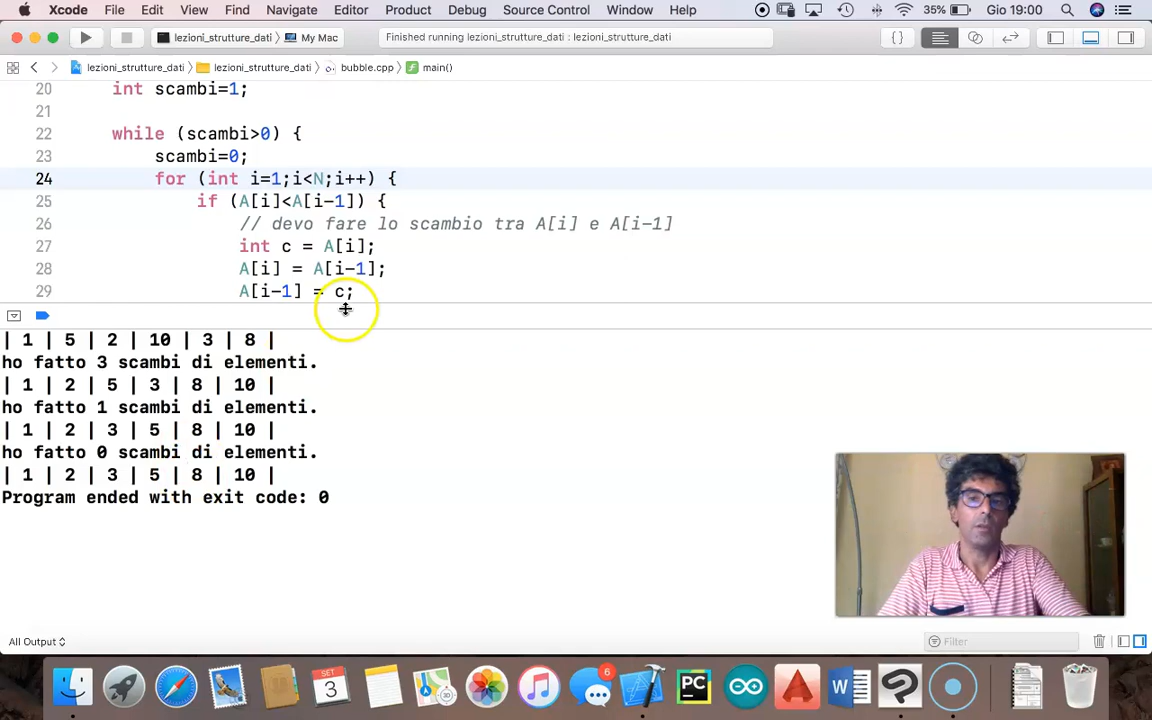 Xcode File Edit View Find Navigate Editor Product Debug Source Control Window Help 35% Gio 19:00
lezioni_strutture_dati My Mac Finished running lezioni_strutture_dati : lezioni_strutture_dati
lezioni_strutture_dati lezioni_strutture_dati bubble.cpp main()
20 int scambi=1;
21
22 while (scambi>0) {
23 scambi=0;
24 for (int i=1;i<N;i++) {
25 if (A[i]<A[i-1]) {
26 // devo fare lo scambio tra A[i] e A[i-1]
27 int c = A[i];
28 A[i] = A[i-1];
29 A[i-1] = c;
| 1 | 5 | 2 | 10 | 3 | 8 |
ho fatto 3 scambi di elementi.
| 1 | 2 | 5 | 3 | 8 | 10 |
ho fatto 1 scambi di elementi.
| 1 | 2 | 3 | 5 | 8 | 10 |
ho fatto 0 scambi di elementi.
| 1 | 2 | 3 | 5 | 8 | 10 |
Program ended with exit code: 0
All Output Filter
SET
3
6
PC
W